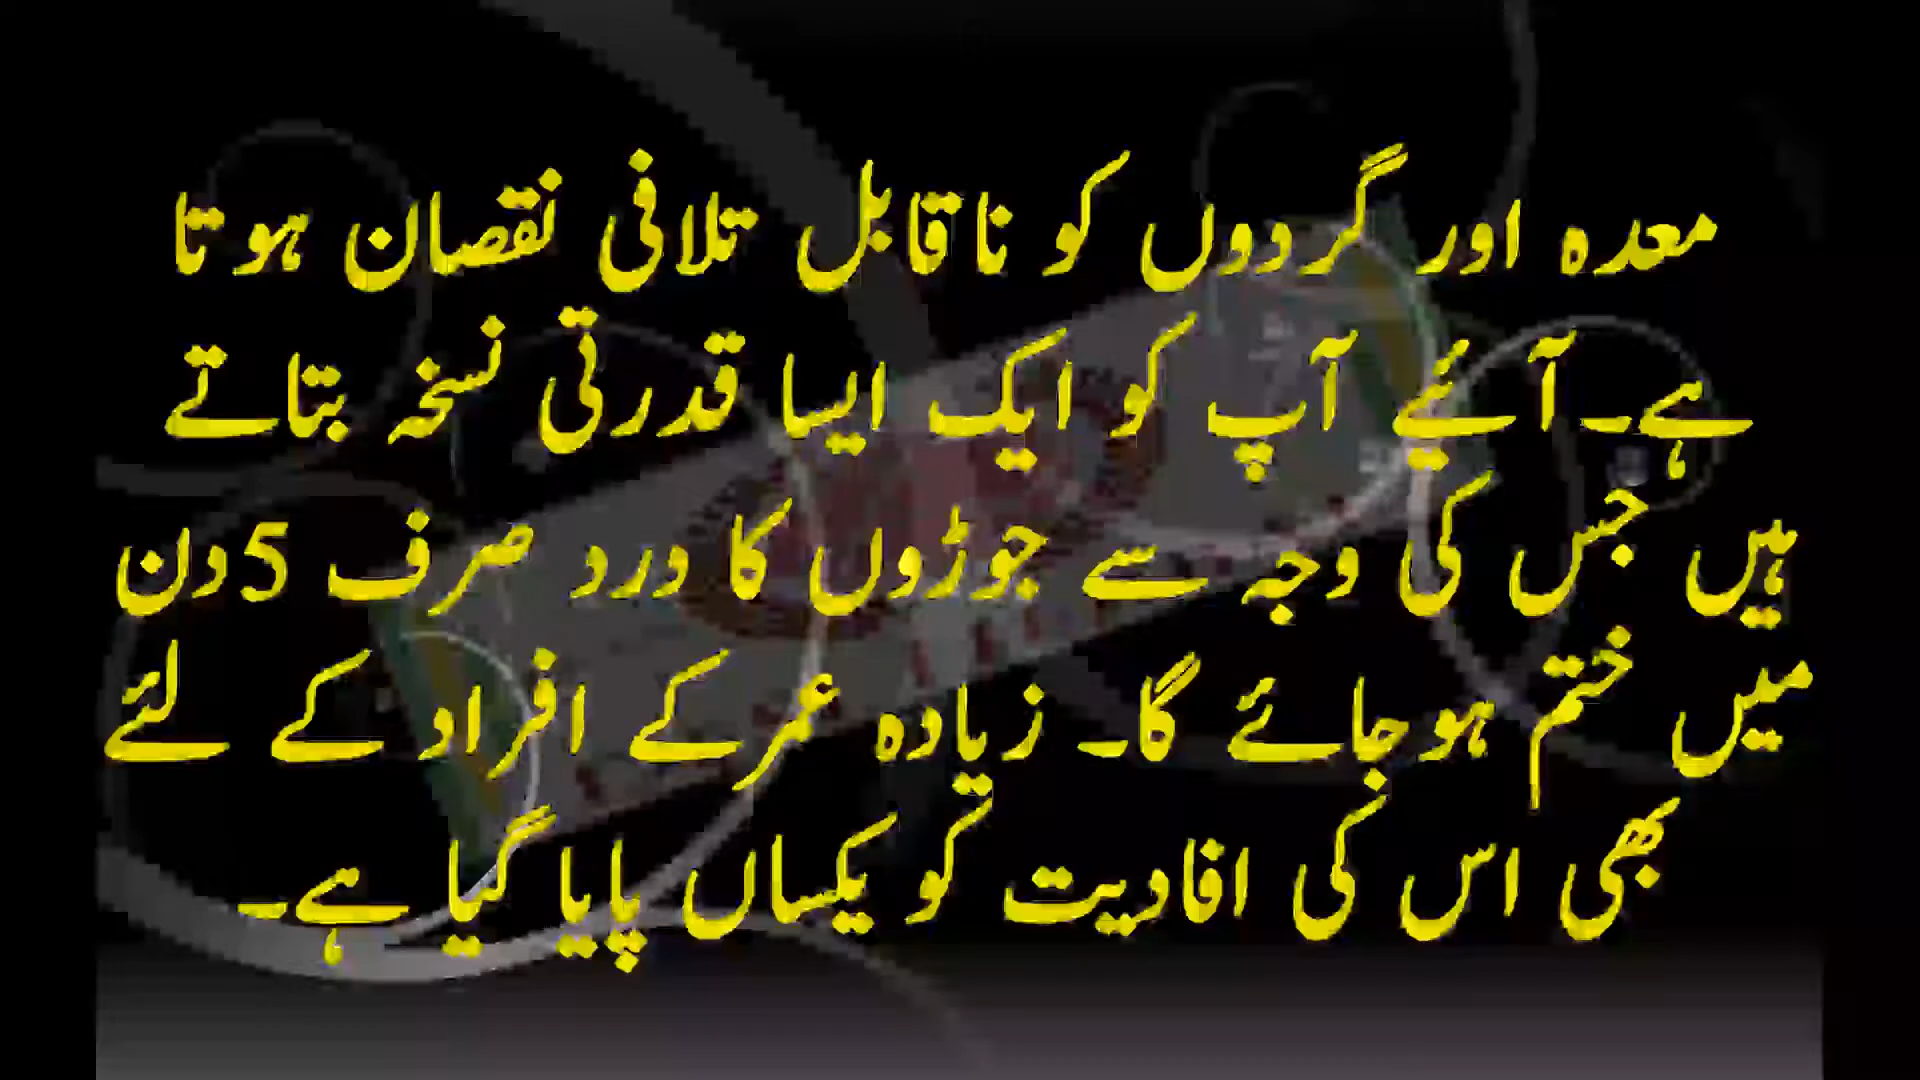 معدہ اور گردوں کو ناقابل تلافی نقصان ہوتا
ہے۔ آئیے آپ کو ایک ایسا قدرتی نسخہ بتاتے
ہیں جس کی وجہ سے جوڑوں کا درد صرف 5 دن
میں ختم ہو جائے گا۔ زیادہ عمر کے افراد کے لئے
بھی اس کی افادیت کو یکساں پایا گیا ہے۔